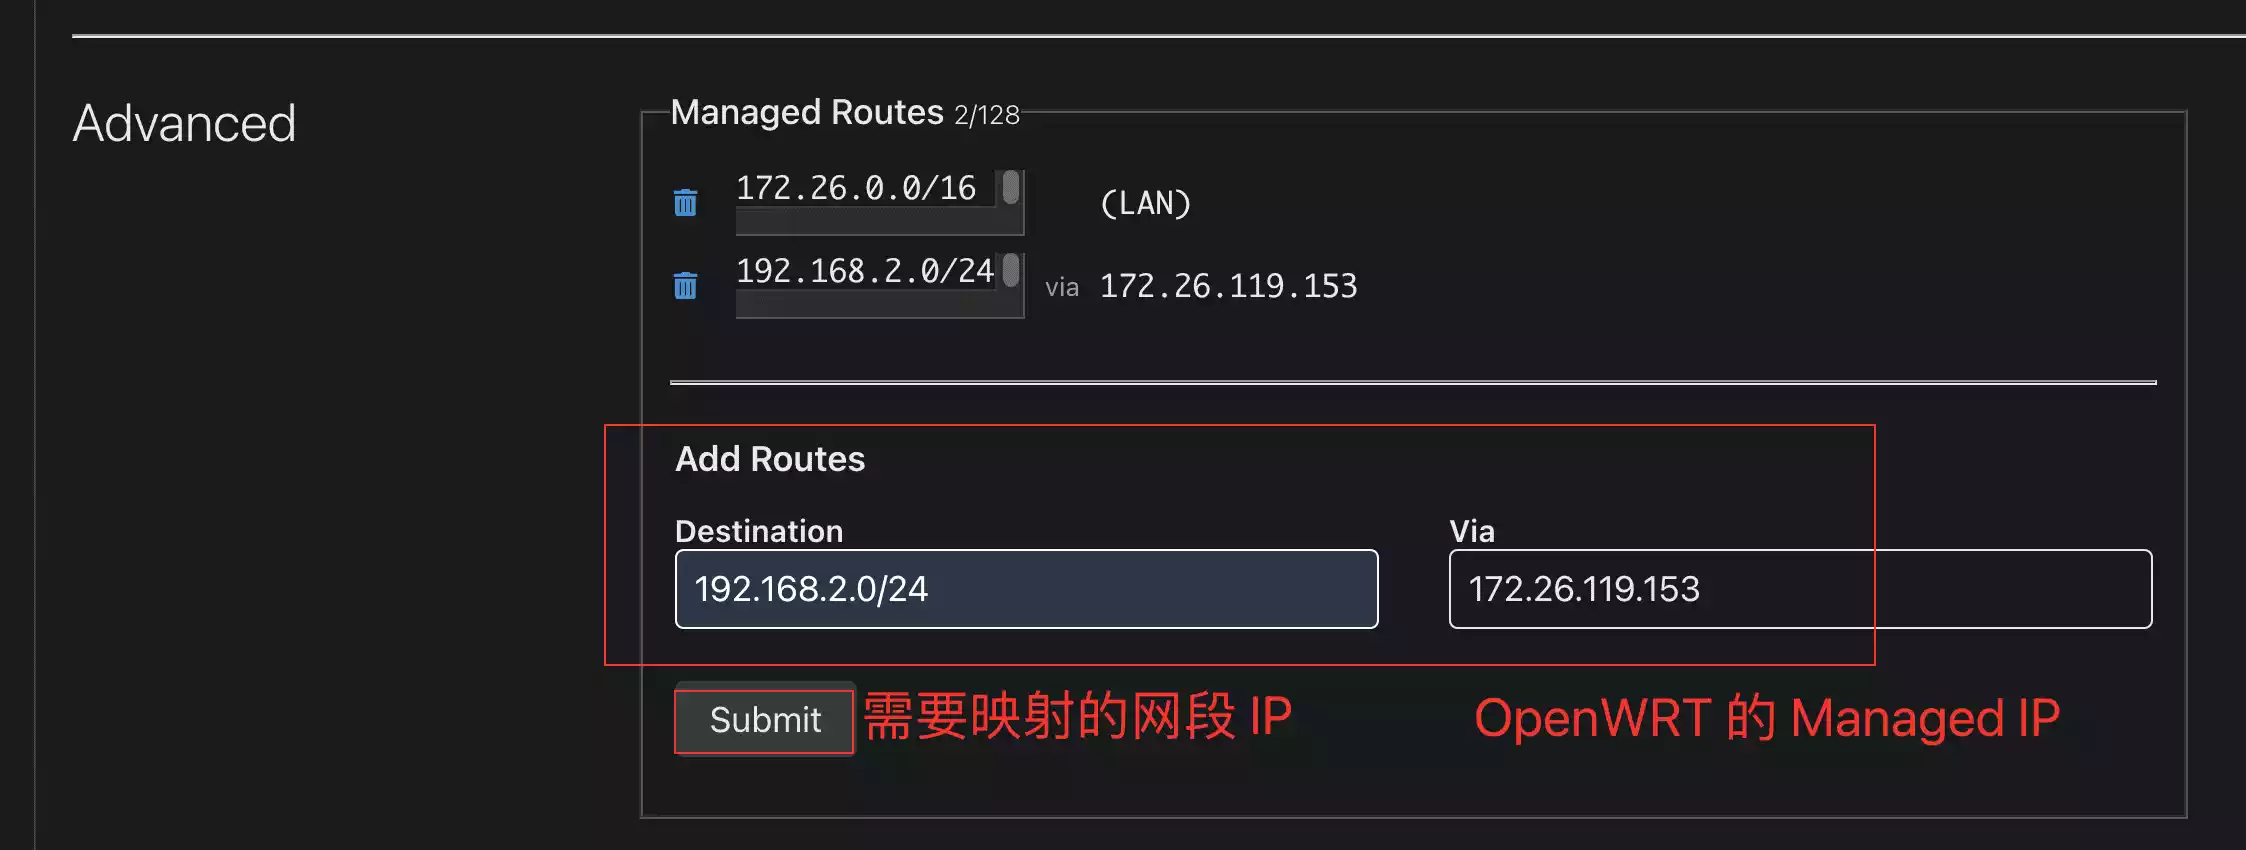 Advanced
Managed Routes 2/128
172.26.0.0/16 (LAN)
192.168.2.0/24 via 172.26.119.153
Add Routes
Destination Via
192.168.2.0/24 172.26.119.153
Submit 需要映射的网段 IP OpenWRT 的 Managed IP